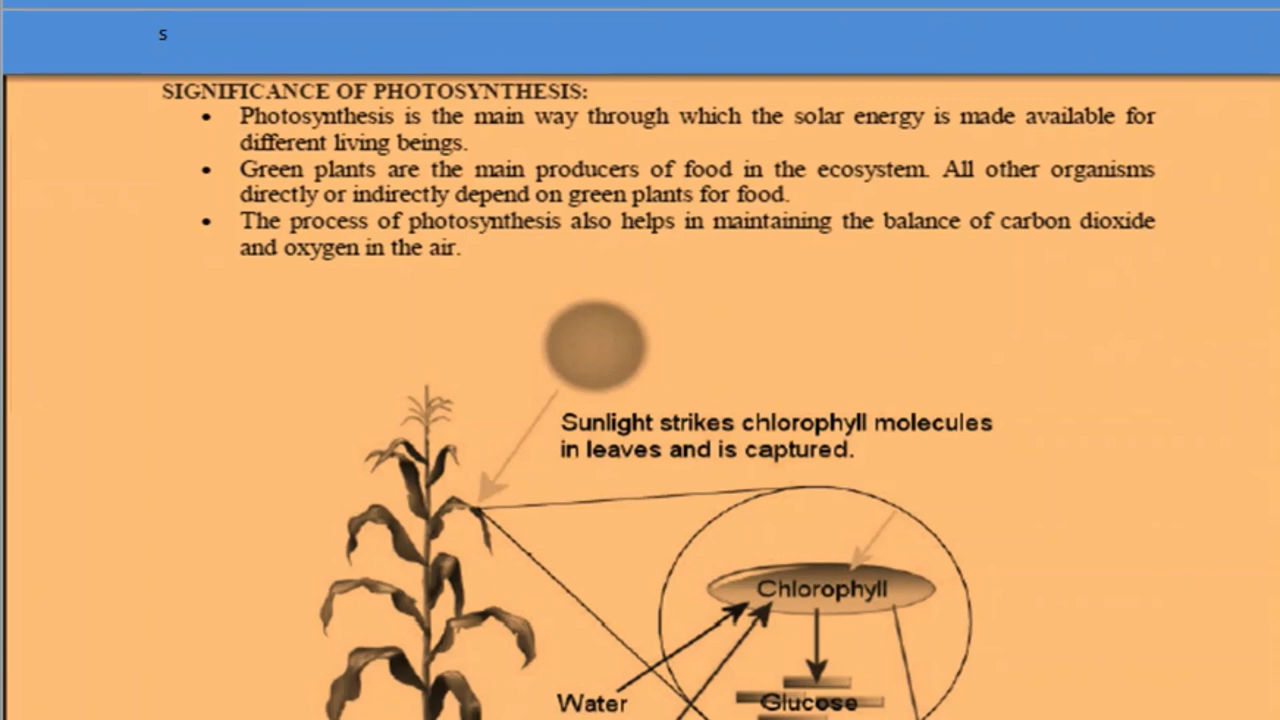 s
SIGNIFICANCE OF PHOTOSYNTHESIS:
• Photosynthesis is the main way through which the solar energy is made available for
different living beings.
• Green plants are the main producers of food in the ecosystem. All other organisms
directly or indirectly depend on green plants for food.
• The process of photosynthesis also helps in maintaining the balance of carbon dioxide
and oxygen in the air.
Sunlight strikes chlorophyll molecules
in leaves and is captured.
Chlorophyll
Water
Glucose